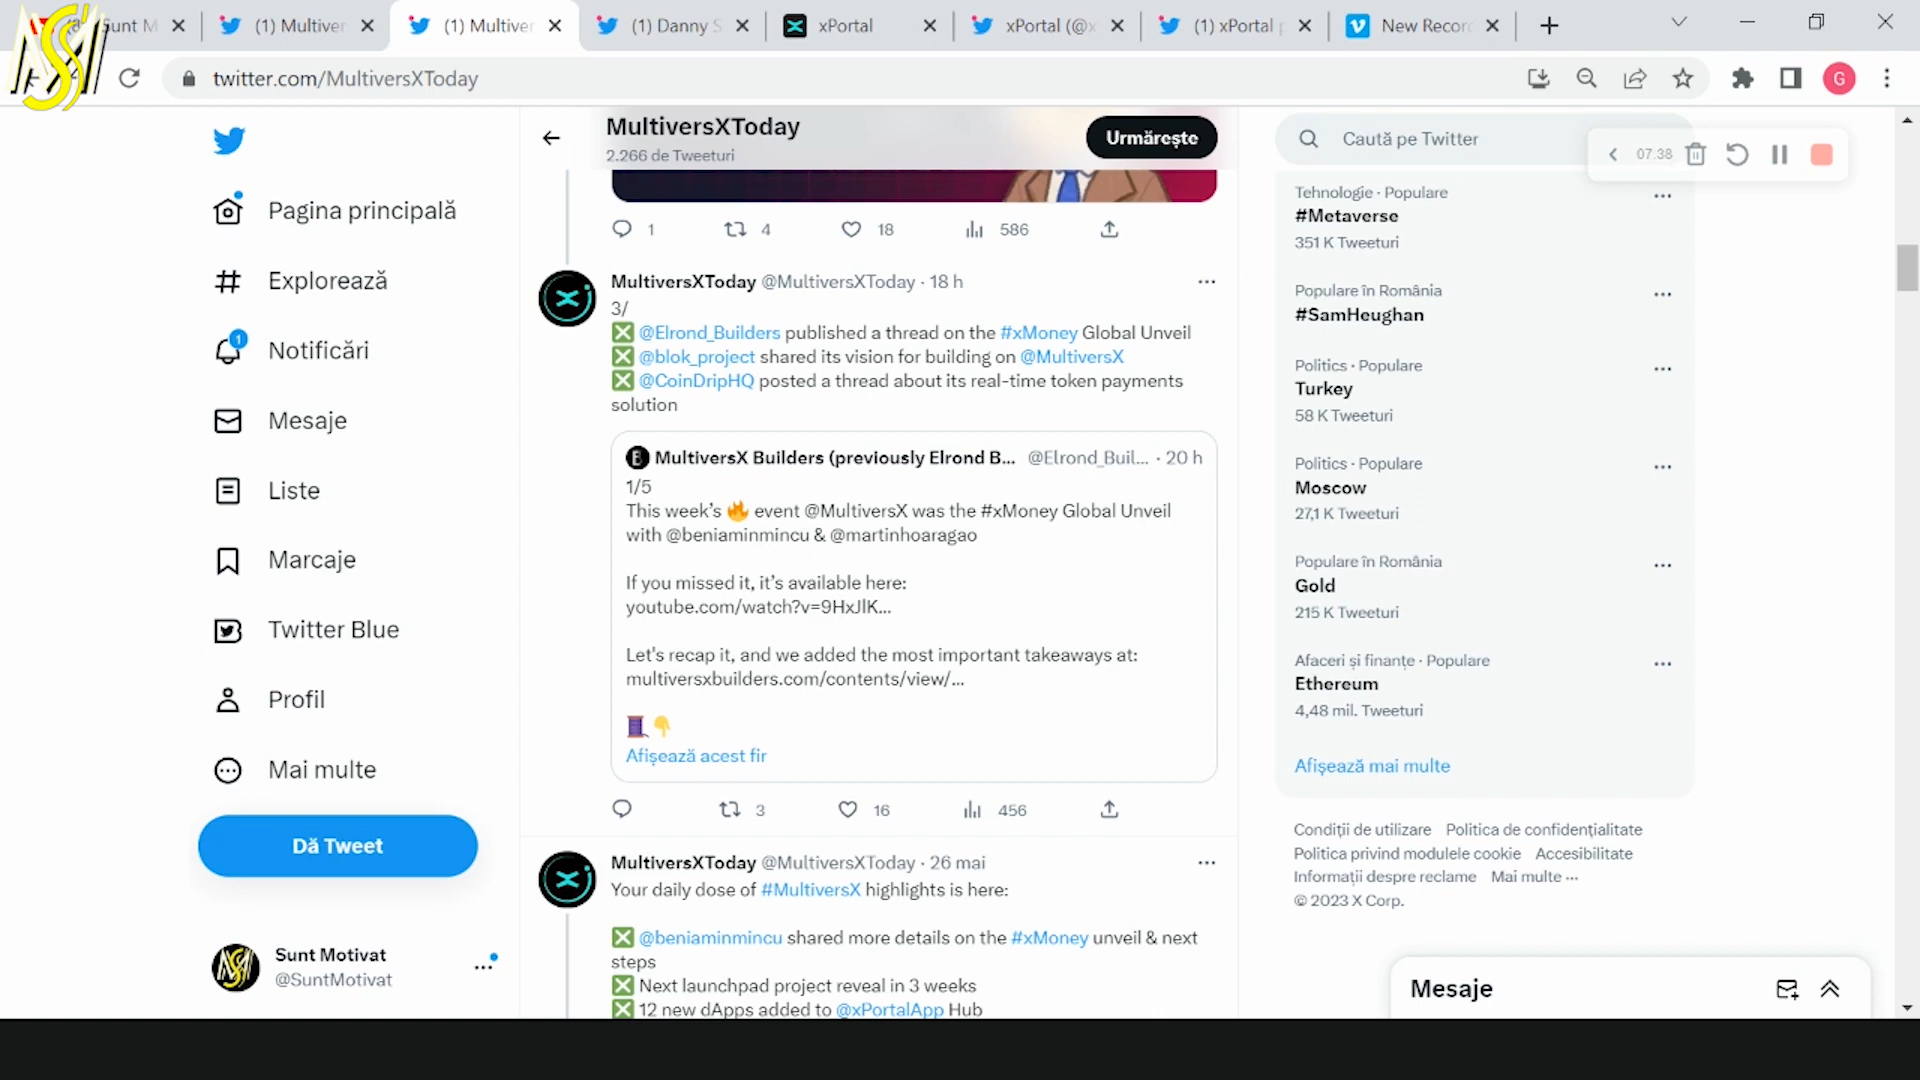 Sunt M
(1) Multiver
(1) Multiver
(1) Danny S
xPortal
xPortal (@x
(1) xPortal p
New Record
twitter.com/MultiversXToday
G
MultiversXToday
2.266 de Tweeturi
Urmărește
Caută pe Twitter
07:38
Pagina principală
Explorează
1
Notificări
Mesaje
Liste
Marcaje
Twitter Blue
Profil
Mai multe
Dă Tweet
Sunt Motivat
@SuntMotivat
1 4 18 586
MultiversXToday @MultiversXToday · 18 h
3/
@Elrond_Builders published a thread on the #xMoney Global Unveil
@blok_project shared its vision for building on @MultiversX
@CoinDripHQ posted a thread about its real-time token payments
solution
MultiversX Builders (previously Elrond B... @Elrond_Buil... · 20 h
1/5
This week’s 🔥 event @MultiversX was the #xMoney Global Unveil
with @beniaminmincu & @martinhoaragao
If you missed it, it’s available here:
youtube.com/watch?v=9HxJlK...
Let's recap it, and we added the most important takeaways at:
multiversxbuilders.com/contents/view/...
🧵👇
Afișează acest fir
3 16 456
MultiversXToday @MultiversXToday · 26 mai
Your daily dose of #MultiversX highlights is here:
@beniaminmincu shared more details on the #xMoney unveil & next
steps
Next launchpad project reveal in 3 weeks
12 new dApps added to @xPortalApp Hub
Tehnologie · Populare
#Metaverse
351 K Tweeturi
Populare în România
#SamHeughan
Politics · Populare
Turkey
58 K Tweeturi
Politics · Populare
Moscow
27,1 K Tweeturi
Populare în România
Gold
215 K Tweeturi
Afaceri și finanțe · Populare
Ethereum
4,48 mil. Tweeturi
Afișează mai multe
Condiții de utilizare Politica de confidențialitate
Politica privind modulele cookie Accesibilitate
Informații despre reclame Mai multe ···
© 2023 X Corp.
Mesaje